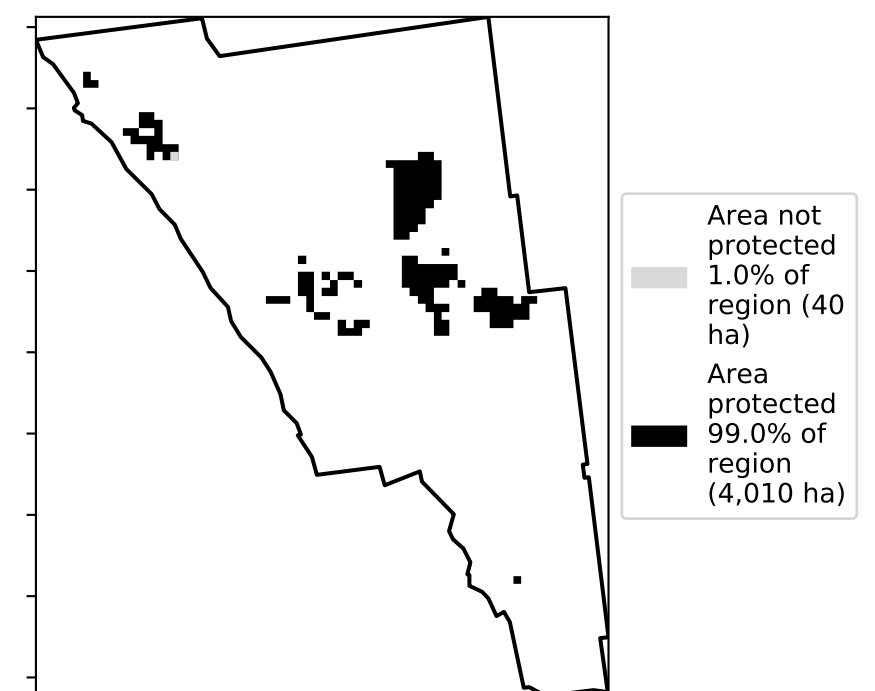 Area not
protected
1.0% of
region (40
ha)
Area
protected
99.0% of
region
(4,010 ha)